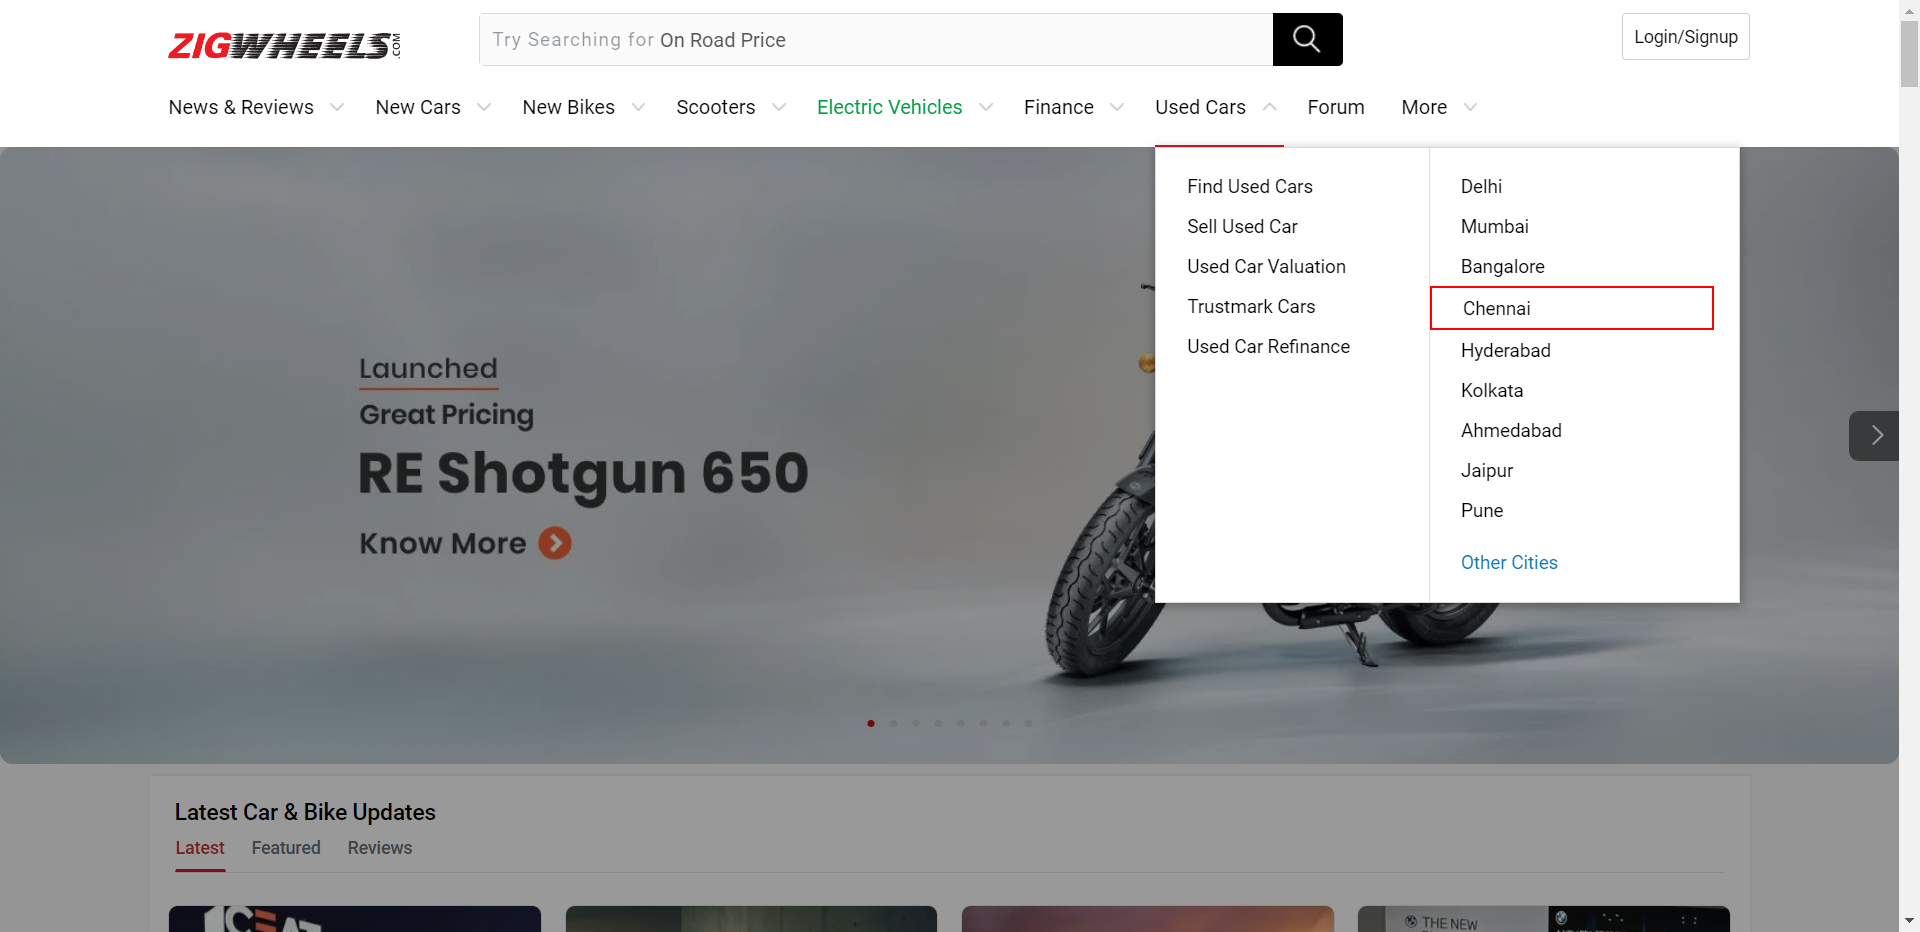 ZIGWHEELS.COM
Try Searching for On Road Price
Login/Signup
News & Reviews New Cars New Bikes Scooters Electric Vehicles Finance Used Cars Forum More
Find Used Cars
Sell Used Car
Used Car Valuation
Trustmark Cars
Used Car Refinance
Delhi
Mumbai
Bangalore
Chennai
Hyderabad
Kolkata
Ahmedabad
Jaipur
Pune
Other Cities
Launched
Great Pricing
RE Shotgun 650
Know More
Latest Car & Bike Updates
Latest Featured Reviews
CEAT
THE NEW